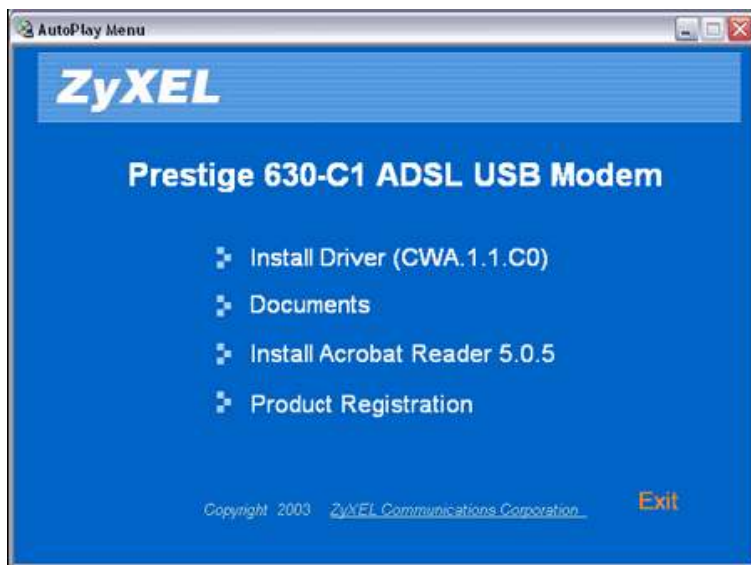 AutoPlay Menu
ZyXEL
Prestige 630-C1 ADSL USB Modem
Install Driver (CWA.1.1.C0)
Documents
Install Acrobat Reader 5.0.5
Product Registration
Copyright 2003 ZyXEL Communications Corporation
Exit